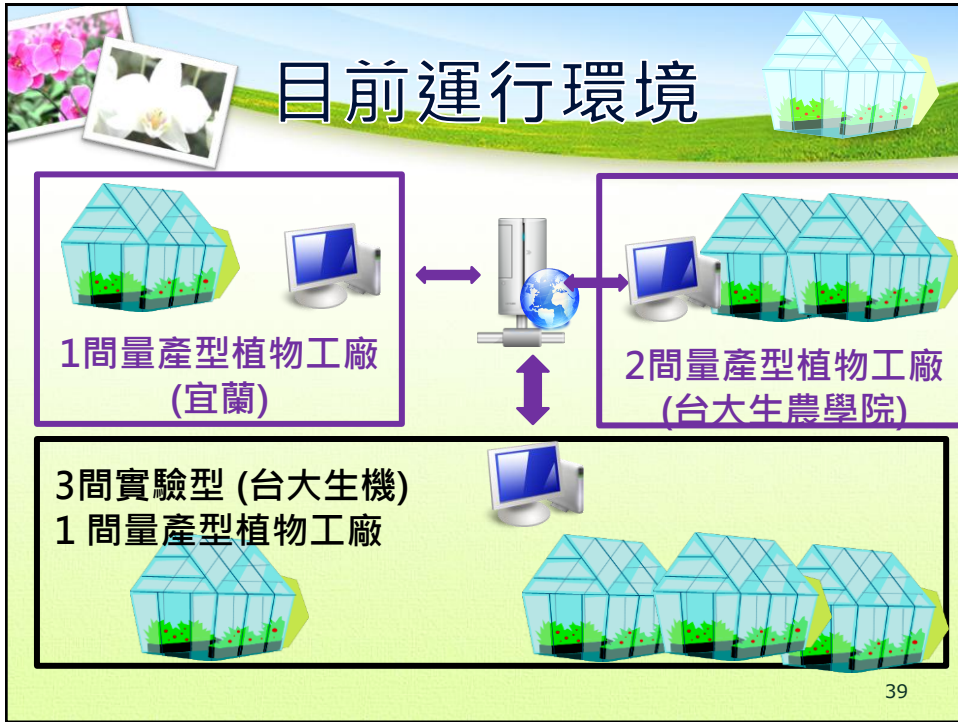 目前運行環境
1間量產型植物工廠
(宜蘭)
2間量產型植物工廠
(台大生農學院)
3間實驗型 (台大生機)
1 間量產型植物工廠
39